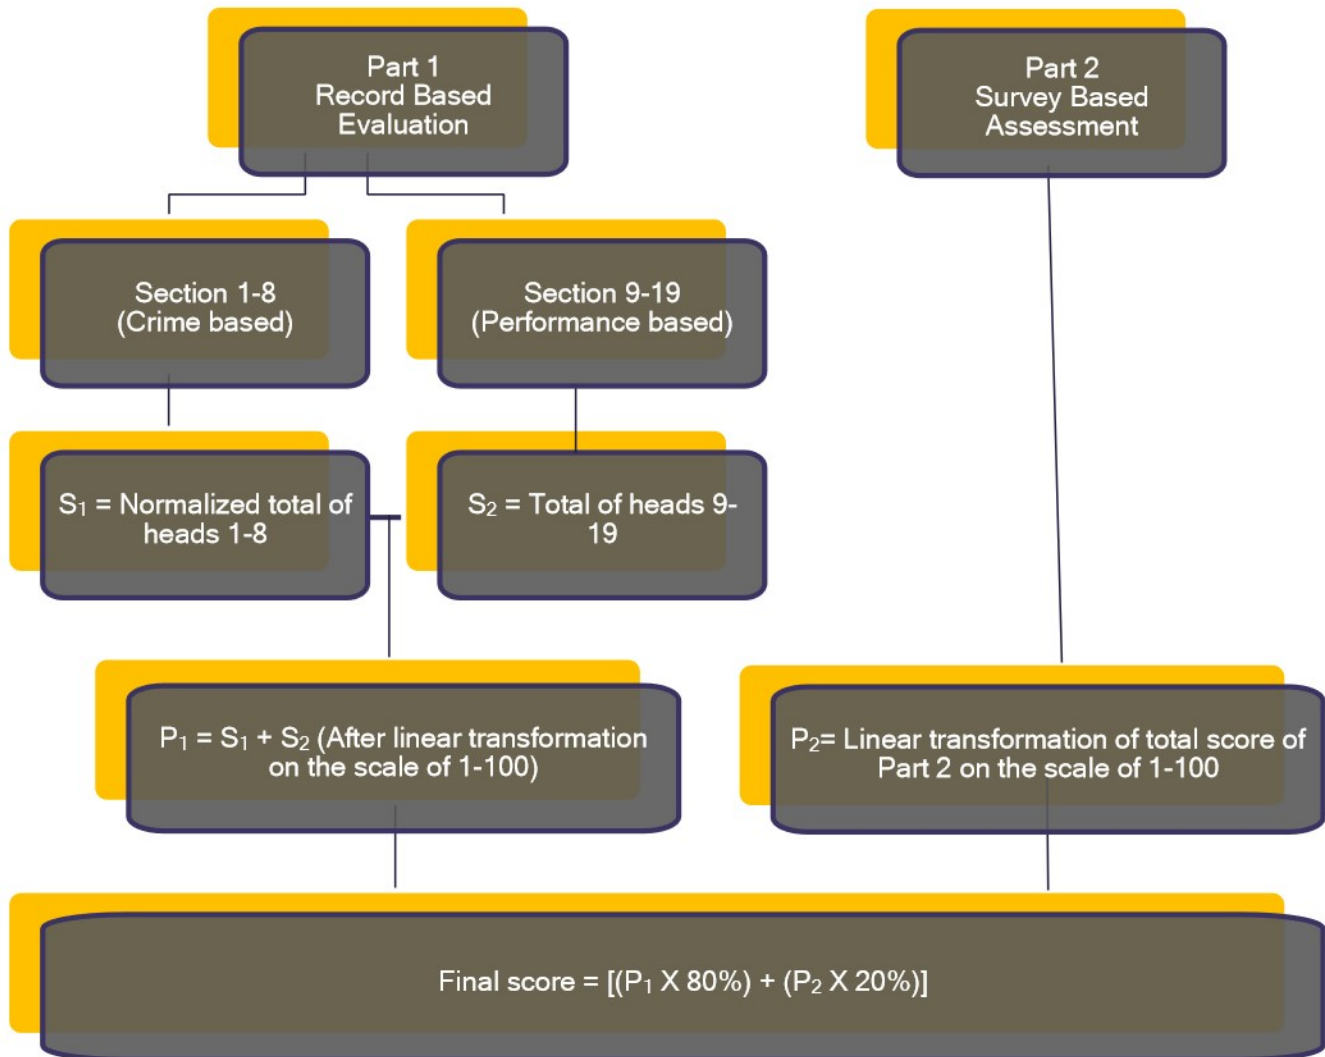 Part 1
Record Based
Evaluation
Part 2
Survey Based
Assessment
Section 1-8
(Crime based)
Section 9-19
(Performance based)
S₁ = Normalized total of
heads 1-8
S₂ = Total of heads 9-
19
P₁ = S₁ + S₂ (After linear transformation
on the scale of 1-100)
P₂= Linear transformation of total score of
Part 2 on the scale of 1-100
Final score = [(P₁ X 80%) + (P₂ X 20%)]